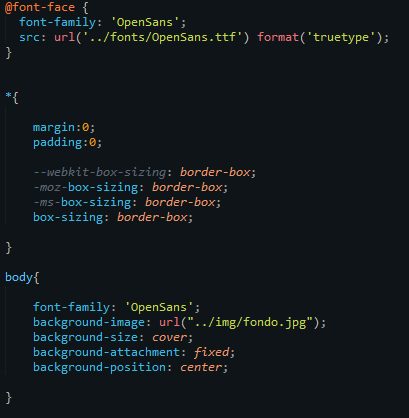 @font-face {
font-family: 'OpenSans';
src: url('../fonts/OpenSans.ttf') format('truetype');
}
*{
margin:0;
padding:0;
--webkit-box-sizing: border-box;
-moz-box-sizing: border-box;
-ms-box-sizing: border-box;
box-sizing: border-box;
}
body{
font-family: 'OpenSans';
background-image: url("../img/fondo.jpg");
background-size: cover;
background-attachment: fixed;
background-position: center;
}